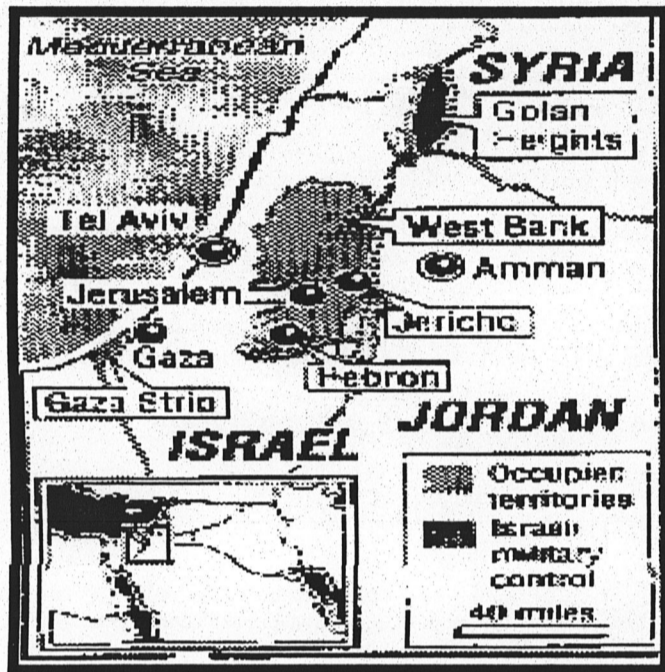 Mediterranean
Sea
SYRIA
Golan
Heights
Tel Aviv
West Bank
Amman
Jerusalem
Jericho
Gaza
Hebron
Gaza Strip
JORDAN
ISRAEL
Occupied
territories
Israeli
military
control
40 miles